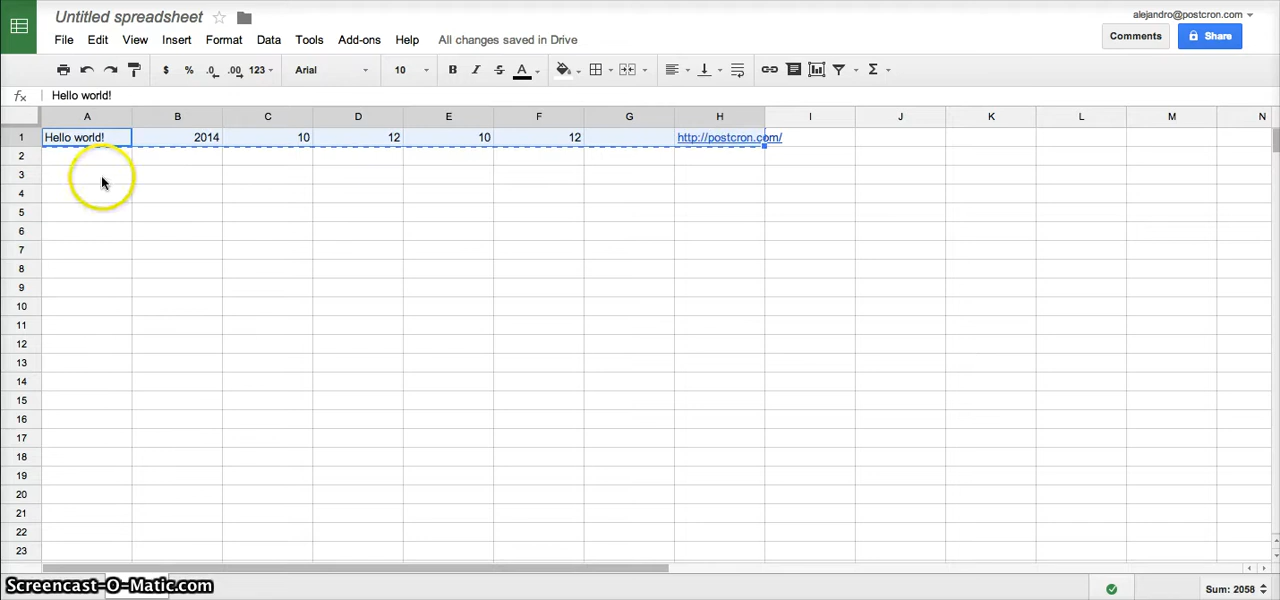 Untitled spreadsheet
alejandro@postcron.com
File Edit View Insert Format Data Tools Add-ons Help All changes saved in Drive
Comments Share
$ % .0 .00 123 Arial 10 B I S A Σ
fx Hello world!
A B C D E F G H I J K L M N
1 Hello world! 2014 10 12 10 12 http://postcron.com/
2
3
4
5
6
7
8
9
10
11
12
13
14
15
16
17
18
19
20
21
22
23
Screencast-O-Matic.com
Sum: 2058